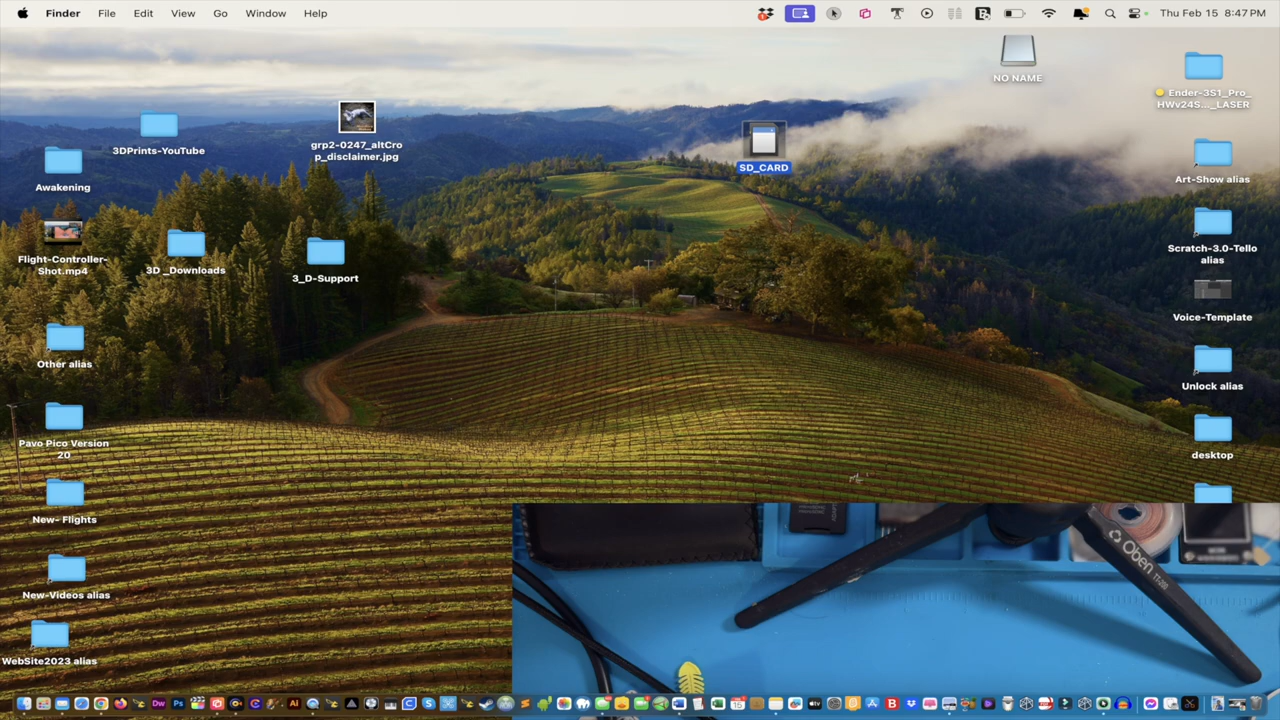 Finder File Edit View Go Window Help
Thu Feb 15 8:47 PM
NO NAME
Ender-3S1_Pro_
HWv24S..._LASER
3DPrints-YouTube
grp2-0247_altCro
p_disclaimer.jpg
SD_CARD
Art-Show alias
Awakening
Flight-Controller-
Shot.mp4
3D _Downloads
3_D-Support
Scratch-3.0-Tello
alias
Voice-Template
Other alias
Unlock alias
Pavo Pico Version
20
desktop
New- Flights
New-Videos alias
WebSite2023 alias
Oben
Dw
Ps
Ai